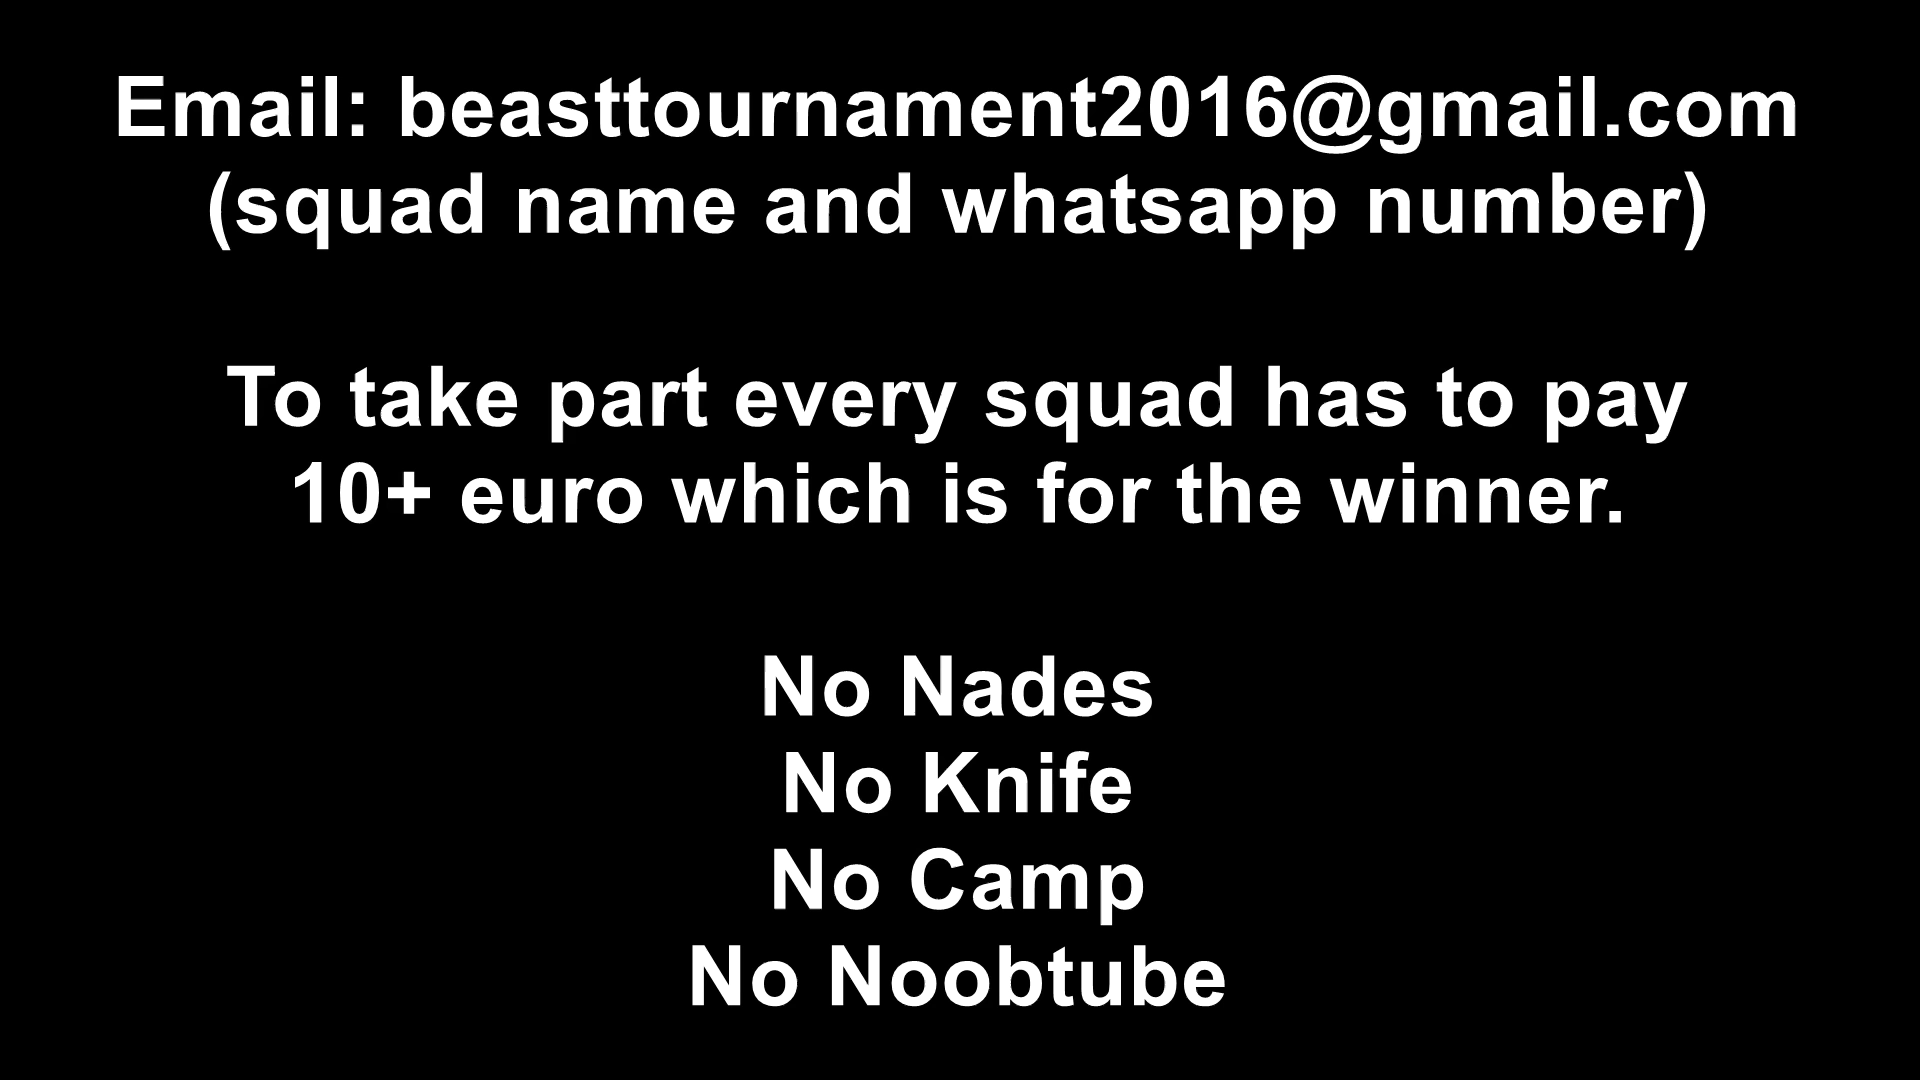 Email: beasttournament2016@gmail.com
(squad name and whatsapp number)
To take part every squad has to pay
10+ euro which is for the winner.
No Nades
No Knife
No Camp
No Noobtube